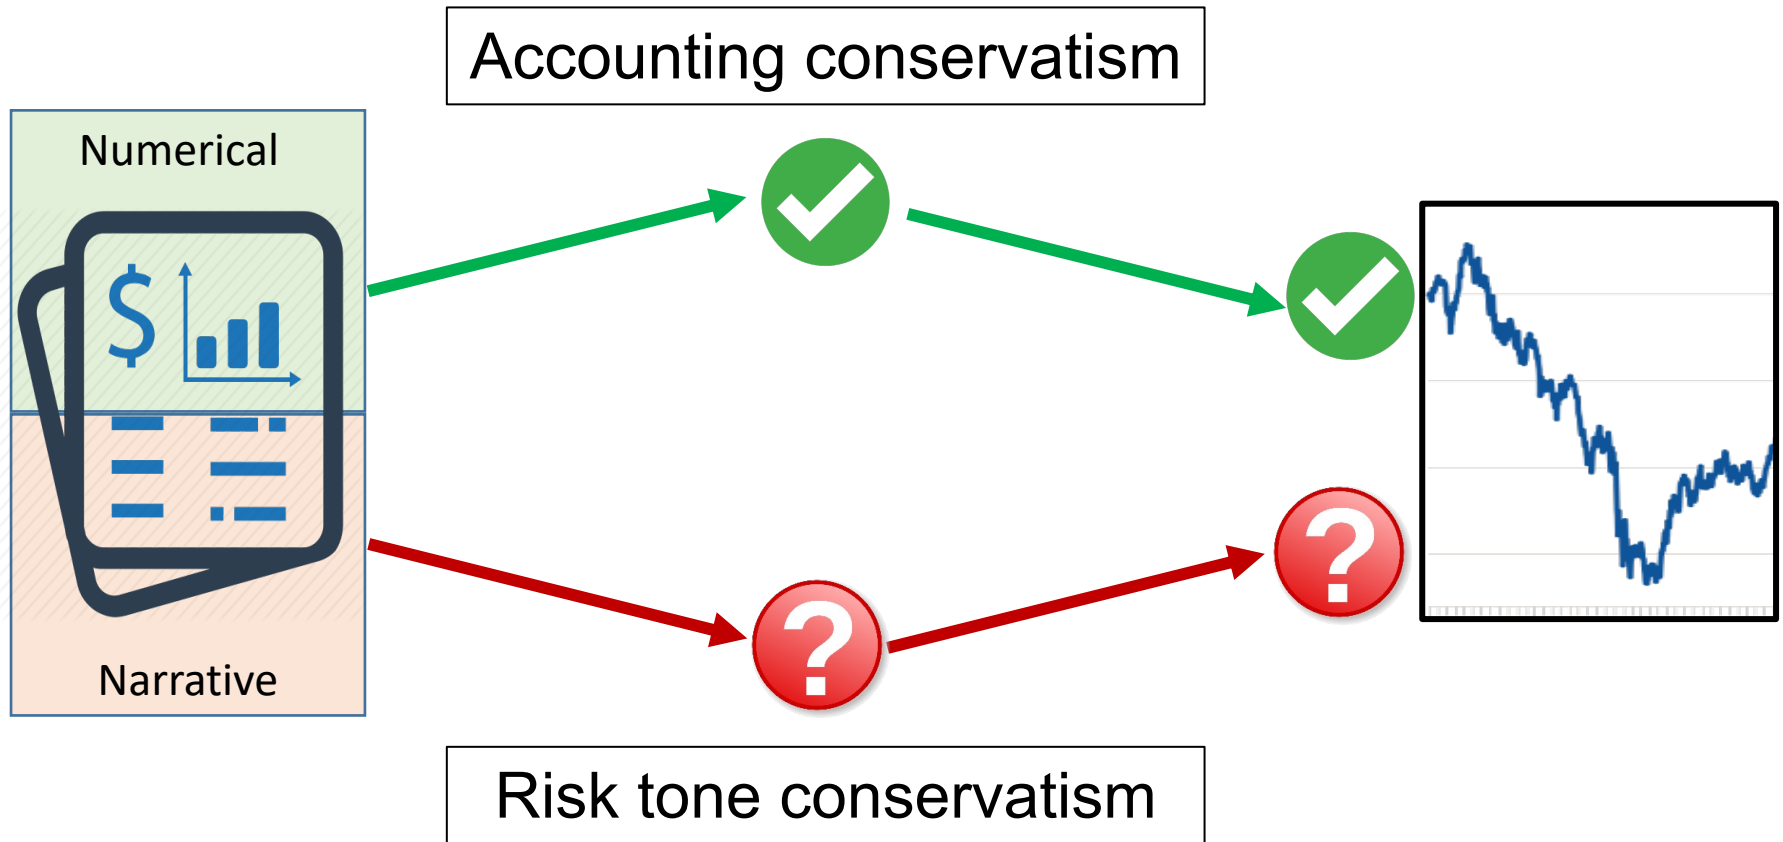 Accounting conservatism
Numerical
$
?
?
Narrative
Risk tone conservatism